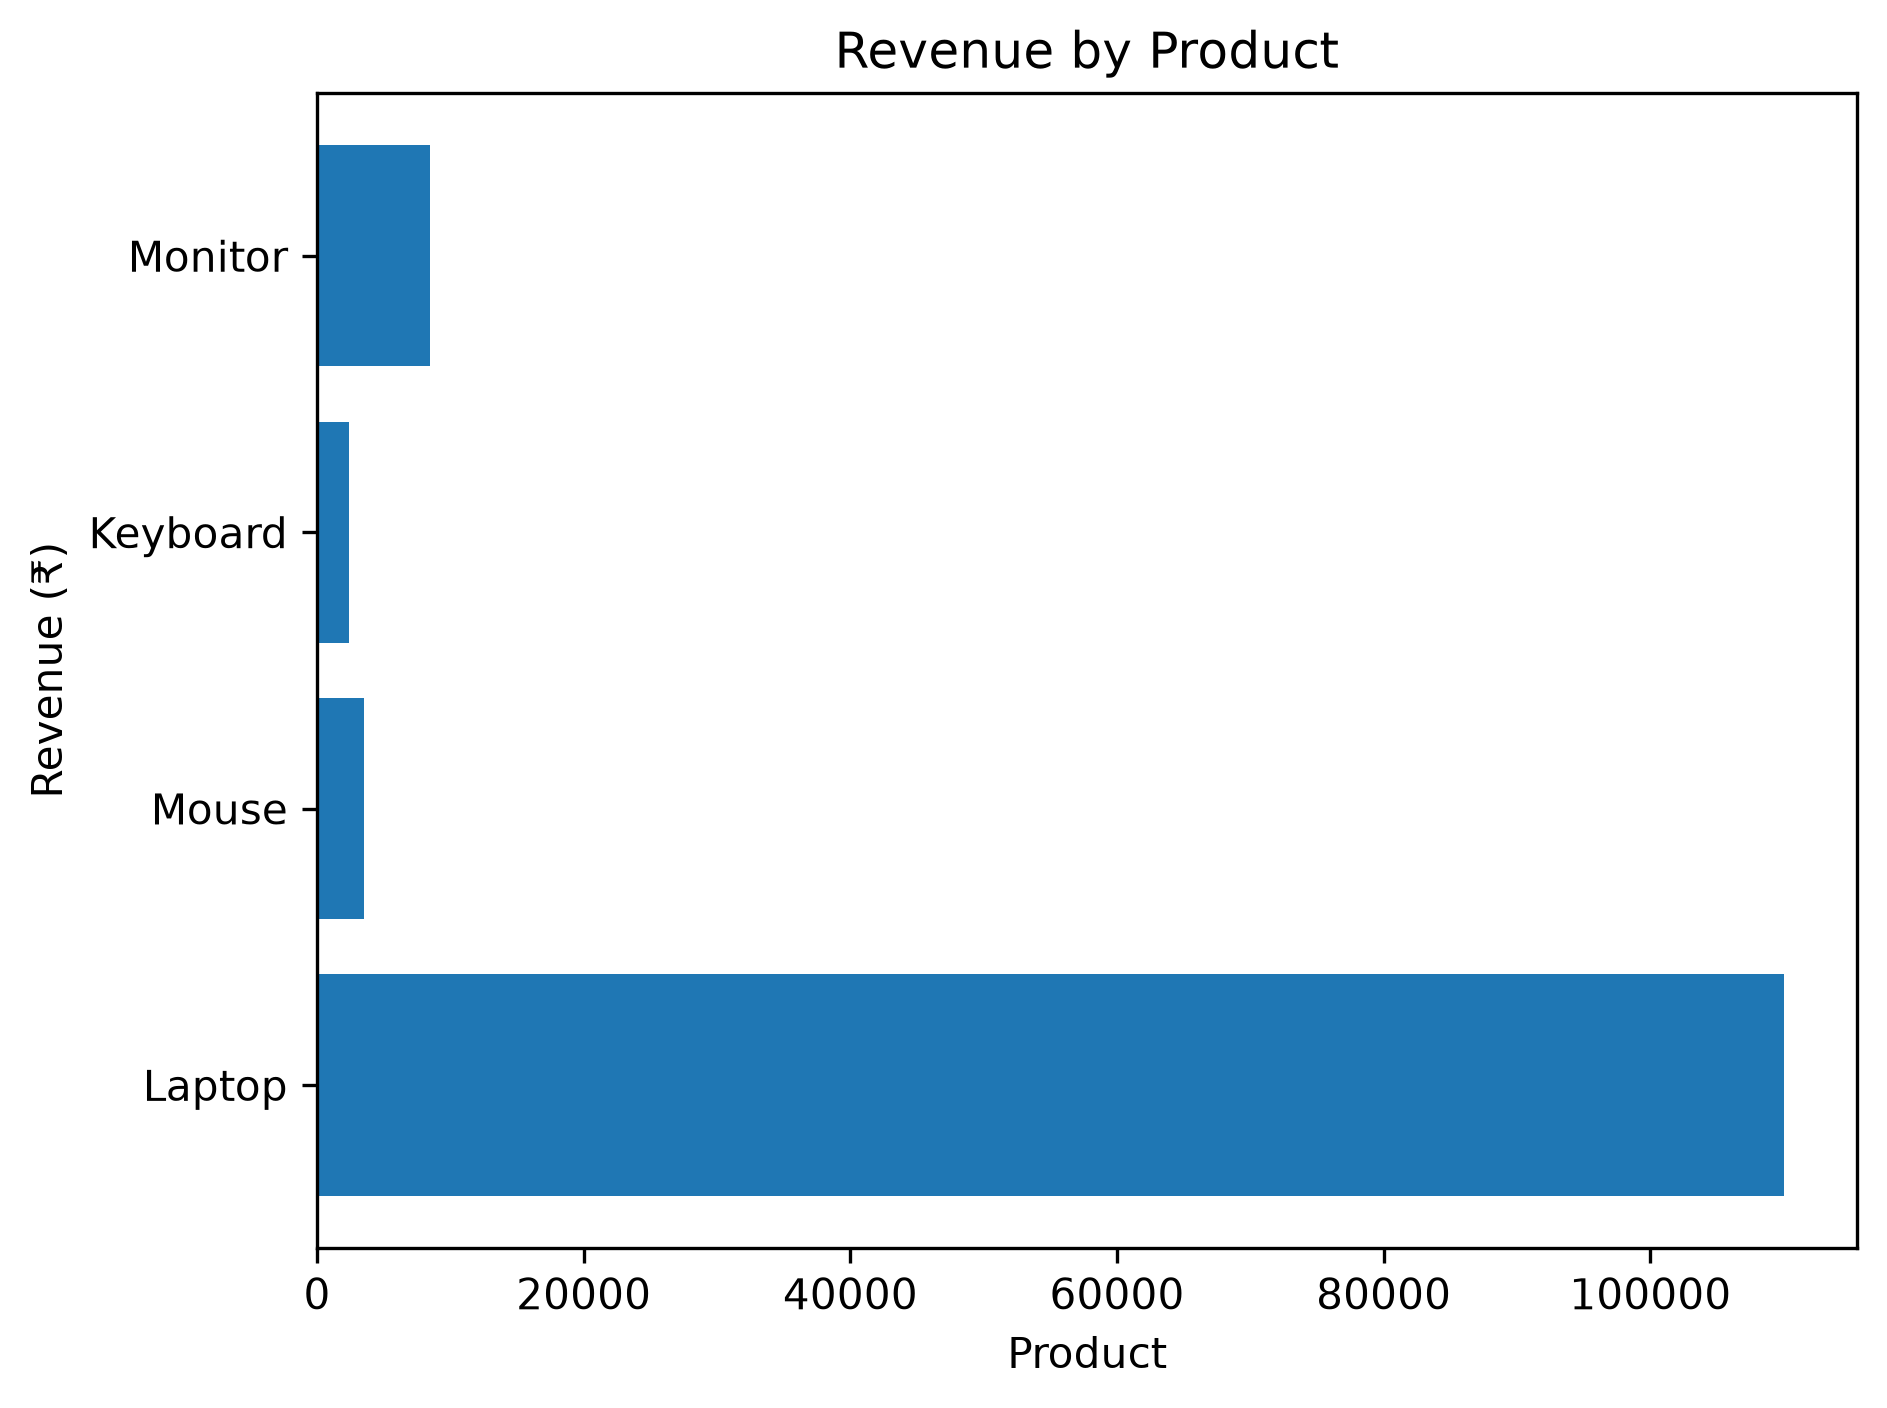 Revenue by Product
Revenue (₹)
Monitor
Keyboard
Mouse
Laptop
0 20000 40000 60000 80000 100000
Product